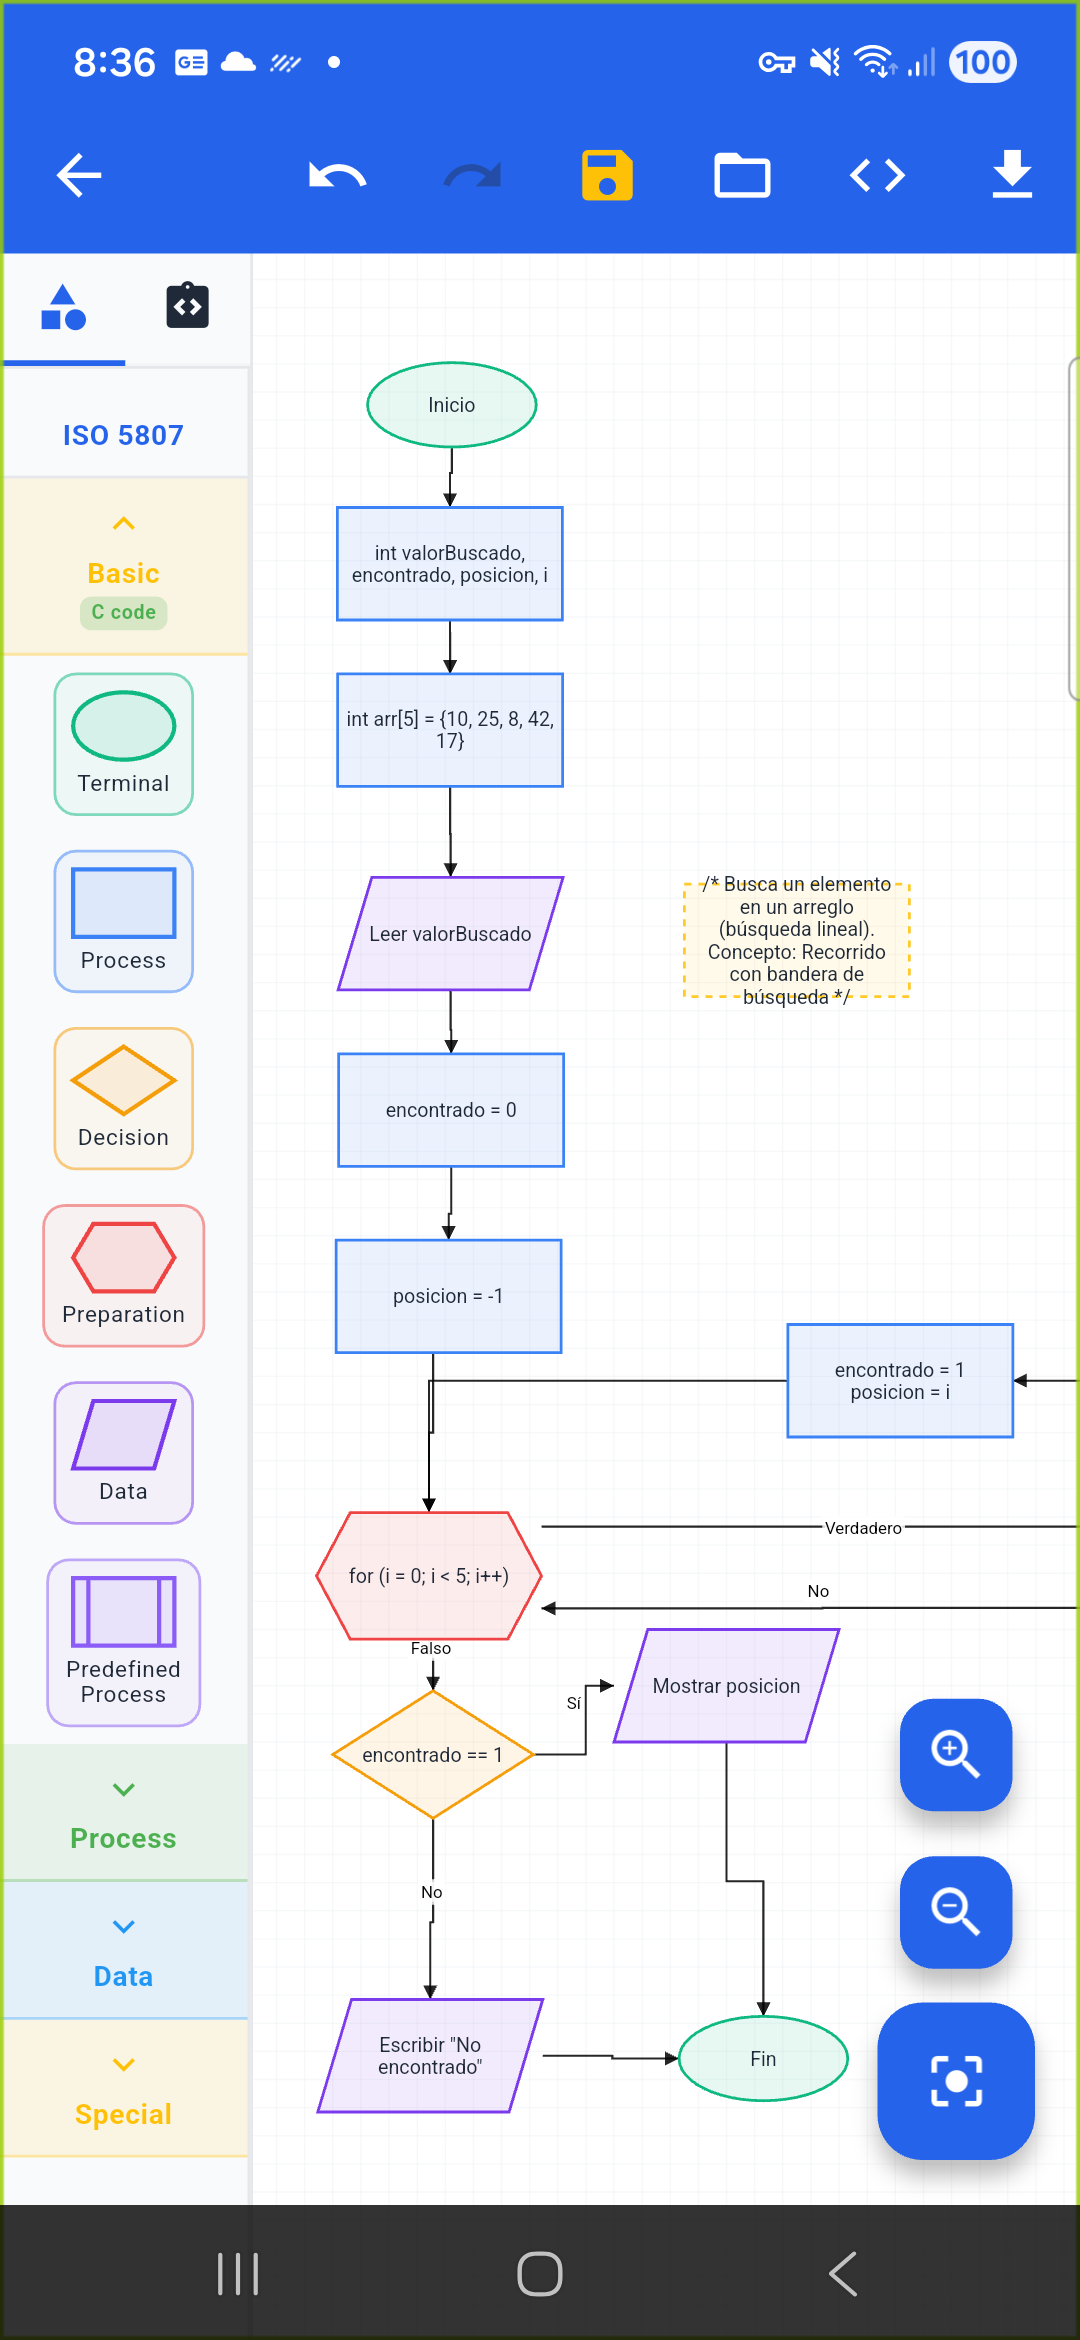 8:36
GE
100
ISO 5807
Basic
C code
Terminal
Process
Decision
Preparation
Data
Predefined
Process
Process
Data
Special
Inicio
int valorBuscado,
encontrado, posicion, i
int arr[5] = {10, 25, 8, 42,
17}
Leer valorBuscado
/* Busca un elemento
en un arreglo
(búsqueda lineal).
Concepto: Recorrido
con bandera de
búsqueda */
encontrado = 0
posicion = -1
encontrado = 1
posicion = i
Verdadero
for (i = 0; i < 5; i++)
No
Falso
Mostrar posicion
Sí
encontrado == 1
No
Escribir "No
encontrado"
Fin